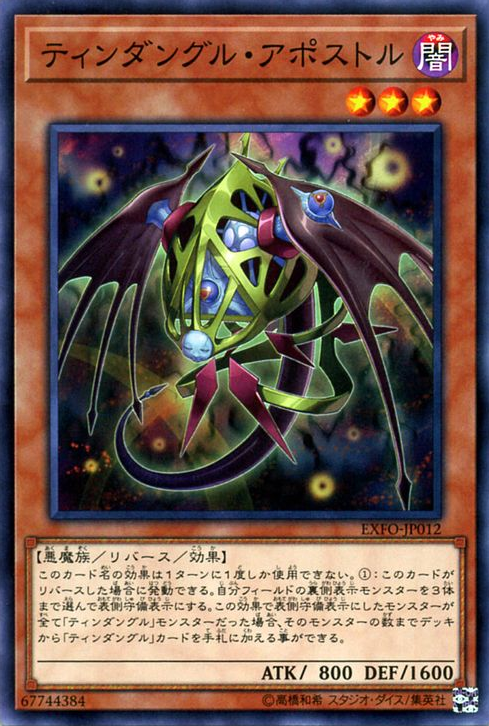 ティンダングル・アポストル
闇
EXFO-JP012
【悪魔族／リバース／効果】
このカード名の効果は１ターンに１度しか使用できない。①：このカードが
リバースした場合に発動できる。自分フィールドの裏側表示モンスターを３体
まで選んで表側守備表示にする。この効果で表側守備表示にしたモンスターが
全て「ティンダングル」モンスターだった場合、そのモンスターの数までデッキ
から「ティンダングル」カードを手札に加える事ができる。
ATK/ 800 DEF/1600
67744384
©高橋和希 スタジオ・ダイス/集英社